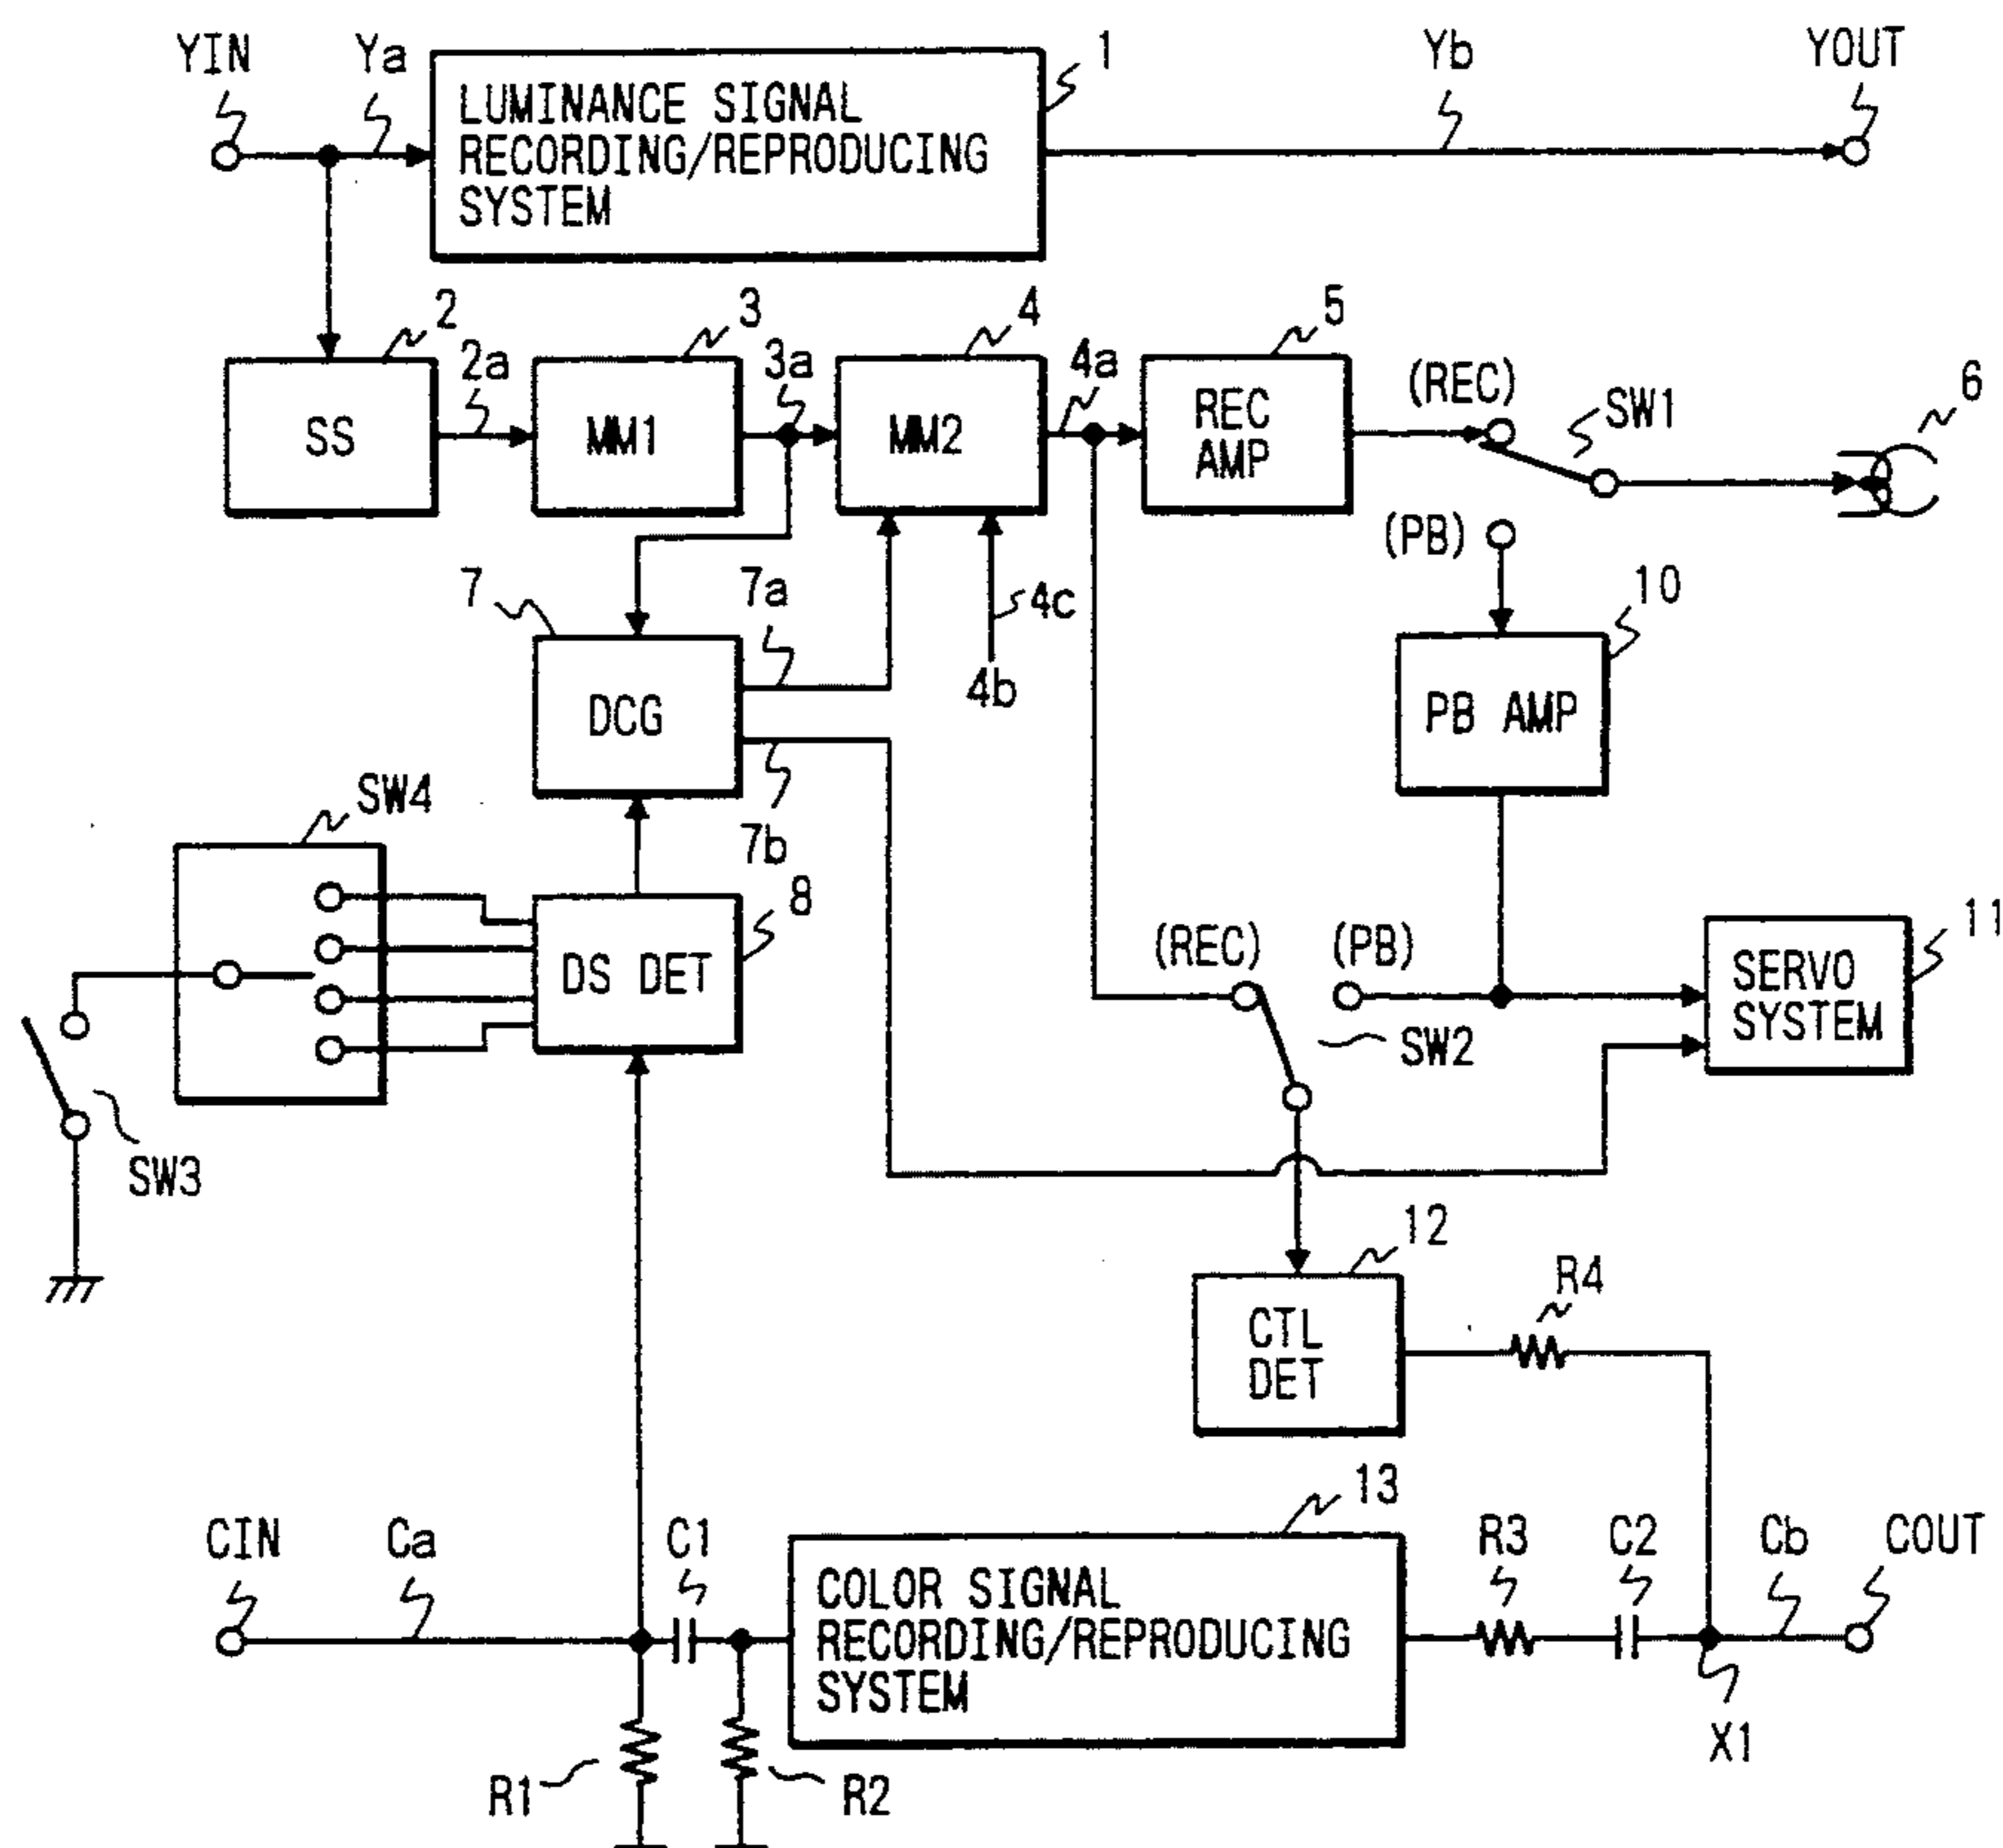 YIN
Ya
1
Yb
YOUT
LUMINANCE SIGNAL
RECORDING/REPRODUCING
SYSTEM
2
2a
3
3a
4
4a
5
(REC)
SW1
6
SS
MM1
MM2
REC
AMP
(PB)
7
7a
4c
4b
10
DCG
PB AMP
SW4
7b
8
DS DET
(REC)
(PB)
11
SERVO
SYSTEM
SW2
SW3
12
R4
CTL
DET
13
CIN
Ca
C1
R3
C2
Cb
COUT
COLOR SIGNAL
RECORDING/REPRODUCING
SYSTEM
X1
R1
R2